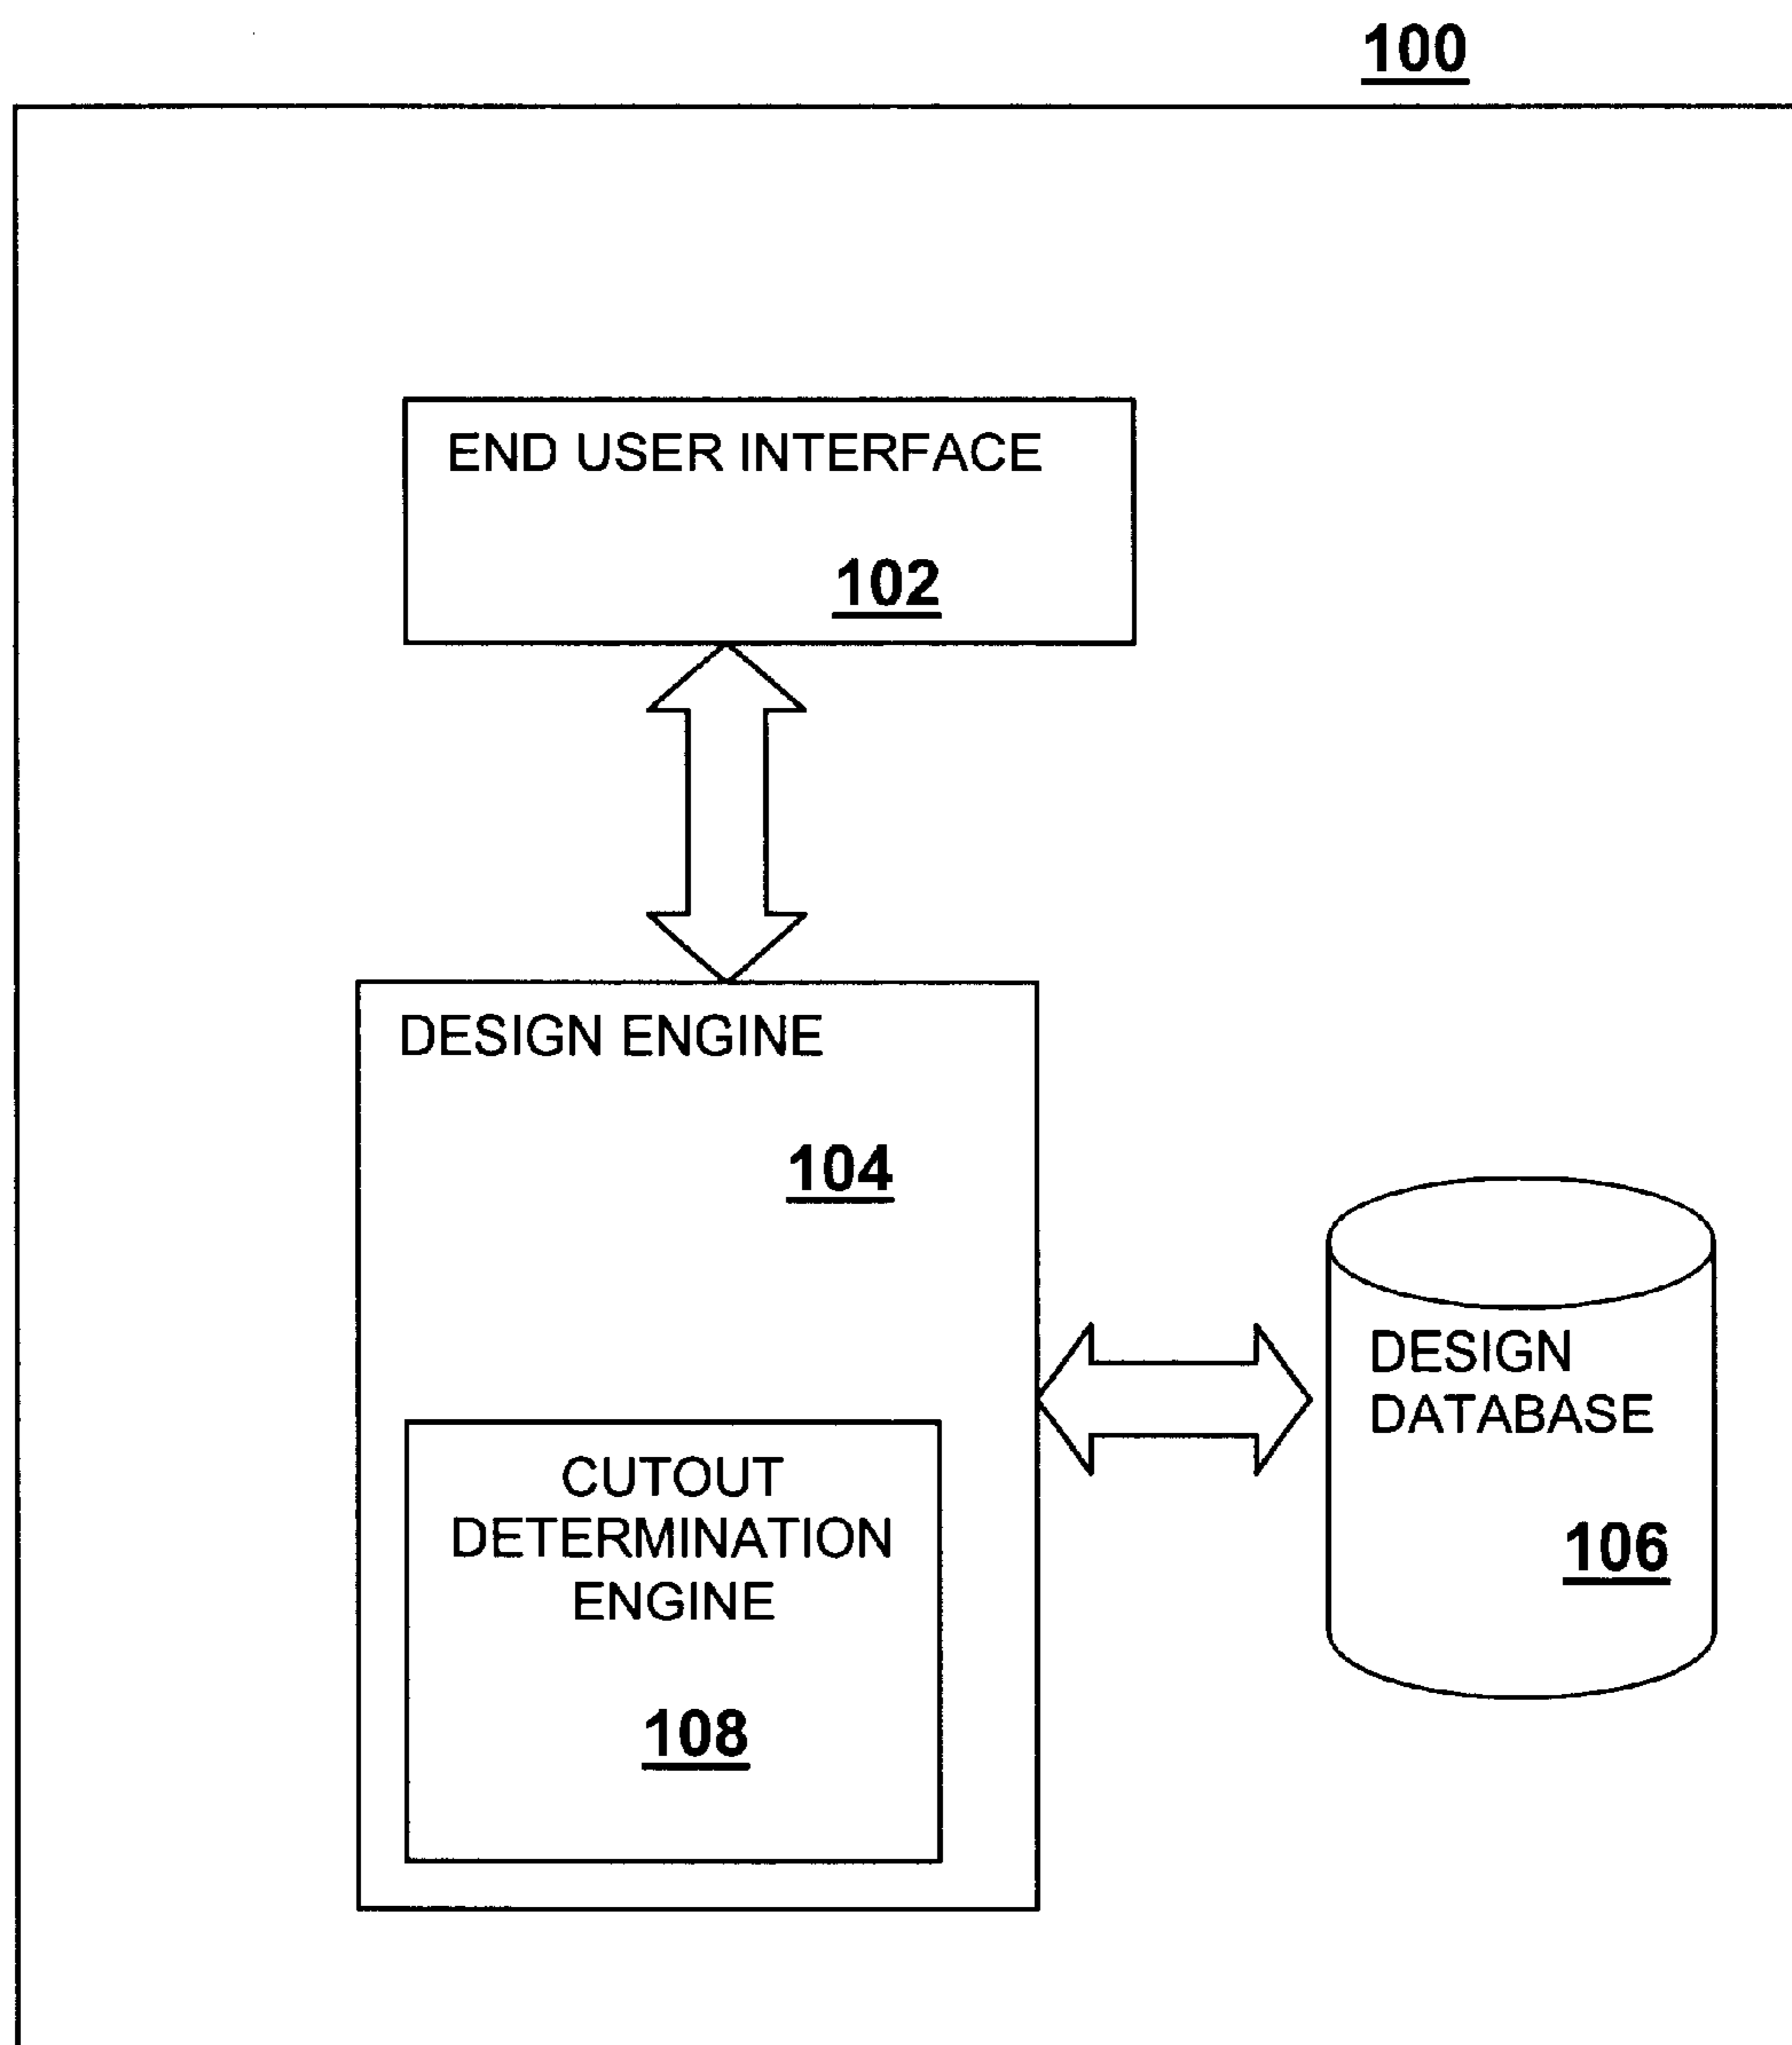 100
END USER INTERFACE
102
DESIGN ENGINE
104
DESIGN
DATABASE
106
CUTOUT
DETERMINATION
ENGINE
108